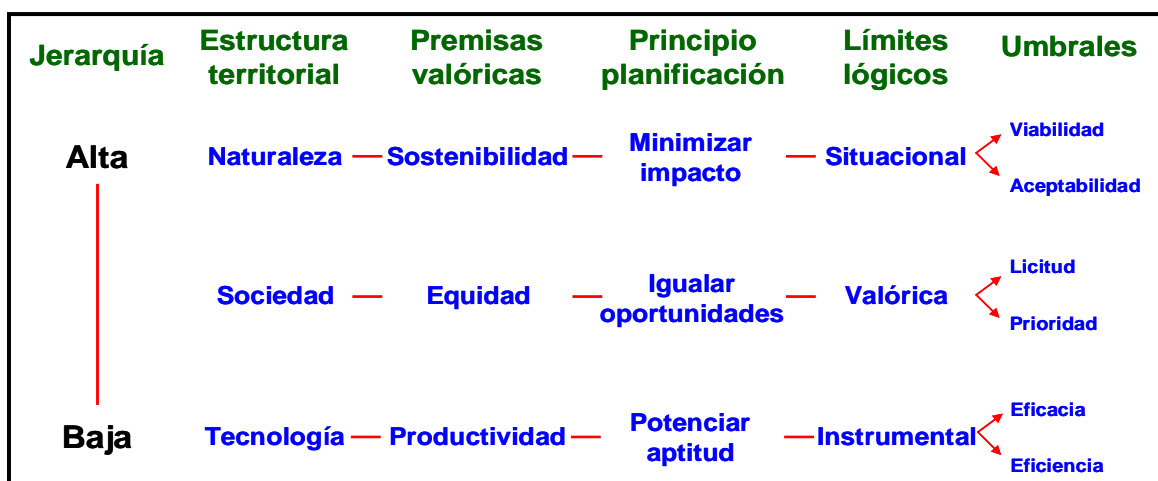 Jerarquía
Estructura
territorial
Premisas
valóricas
Principio
planificación
Límites
lógicos
Umbrales
Alta
Naturaleza
Sostenibilidad
Minimizar
impacto
Situacional
Viabilidad
Aceptabilidad
Sociedad
Equidad
Igualar
oportunidades
Valórica
Licitud
Prioridad
Baja
Tecnología
Productividad
Potenciar
aptitud
Instrumental
Eficacia
Eficiencia